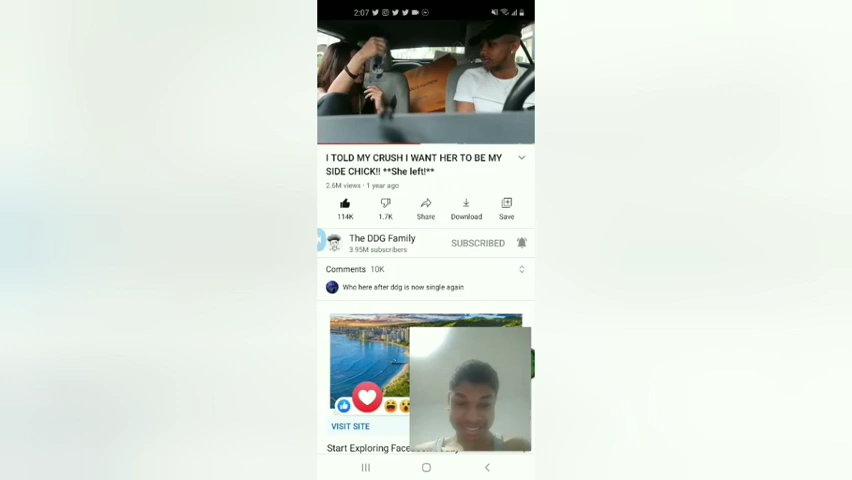 2:07
I TOLD MY CRUSH I WANT HER TO BE MY
SIDE CHICK!! **She left!**
2.6M views · 1 year ago
114K
1.7K
Share
Download
Save
The DDG Family
3.95M subscribers
SUBSCRIBED
Comments 10K
Who here after ddg is now single again
VISIT SITE
Start Exploring